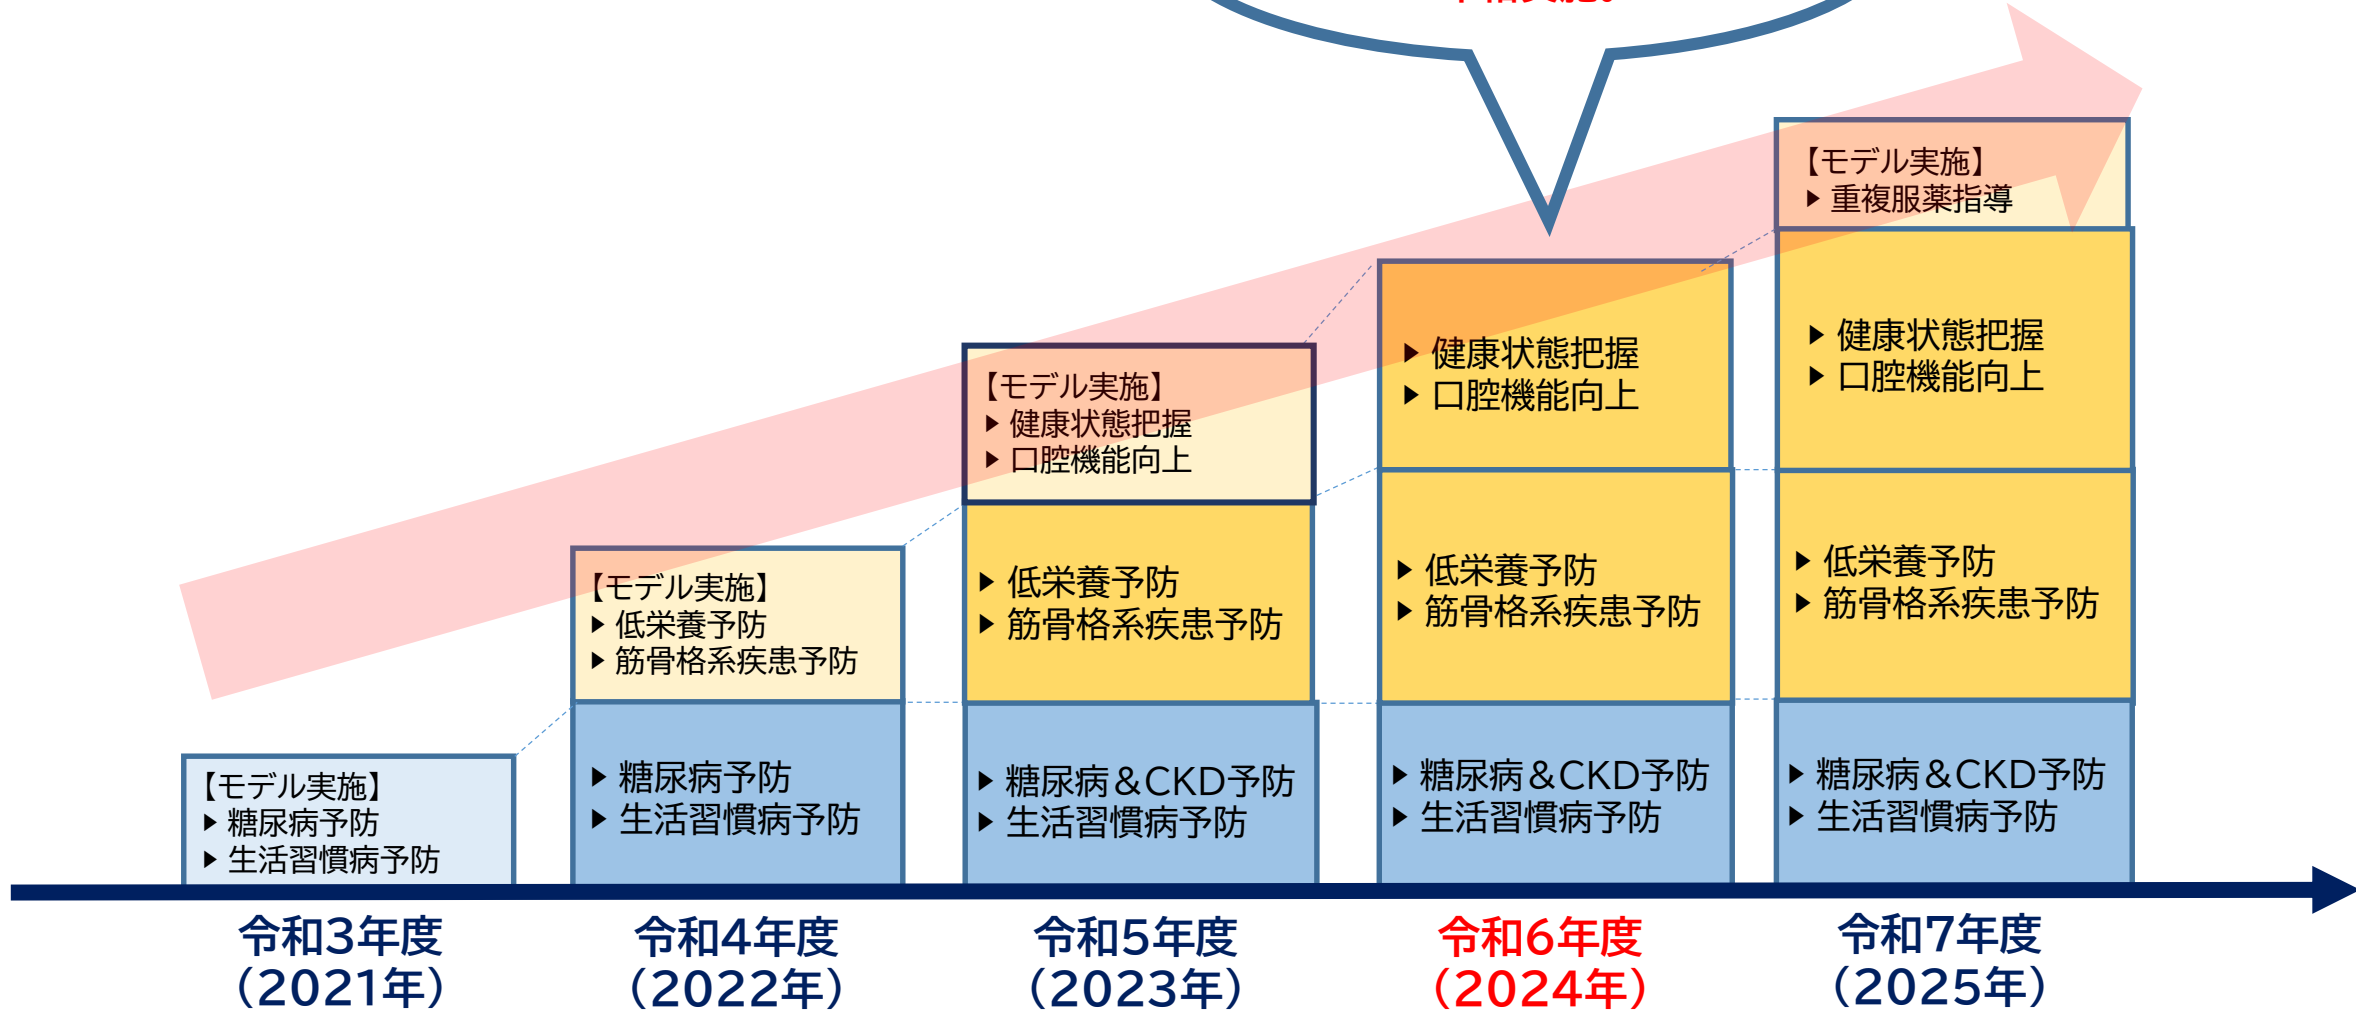 【モデル実施】
▶ 糖尿病予防
▶ 生活習慣病予防
令和3年度
（2021年）
【モデル実施】
▶ 低栄養予防
▶ 筋骨格系疾患予防
▶ 糖尿病予防
▶ 生活習慣病予防
令和4年度
（2022年）
【モデル実施】
▶ 健康状態把握
▶ 口腔機能向上
▶ 低栄養予防
▶ 筋骨格系疾患予防
▶ 糖尿病＆CKD予防
▶ 生活習慣病予防
令和5年度
（2023年）
▶ 健康状態把握
▶ 口腔機能向上
▶ 低栄養予防
▶ 筋骨格系疾患予防
▶ 糖尿病＆CKD予防
▶ 生活習慣病予防
令和6年度
（2024年）
【モデル実施】
▶ 重複服薬指導
▶ 健康状態把握
▶ 口腔機能向上
▶ 低栄養予防
▶ 筋骨格系疾患予防
▶ 糖尿病＆CKD予防
▶ 生活習慣病予防
令和7年度
（2025年）